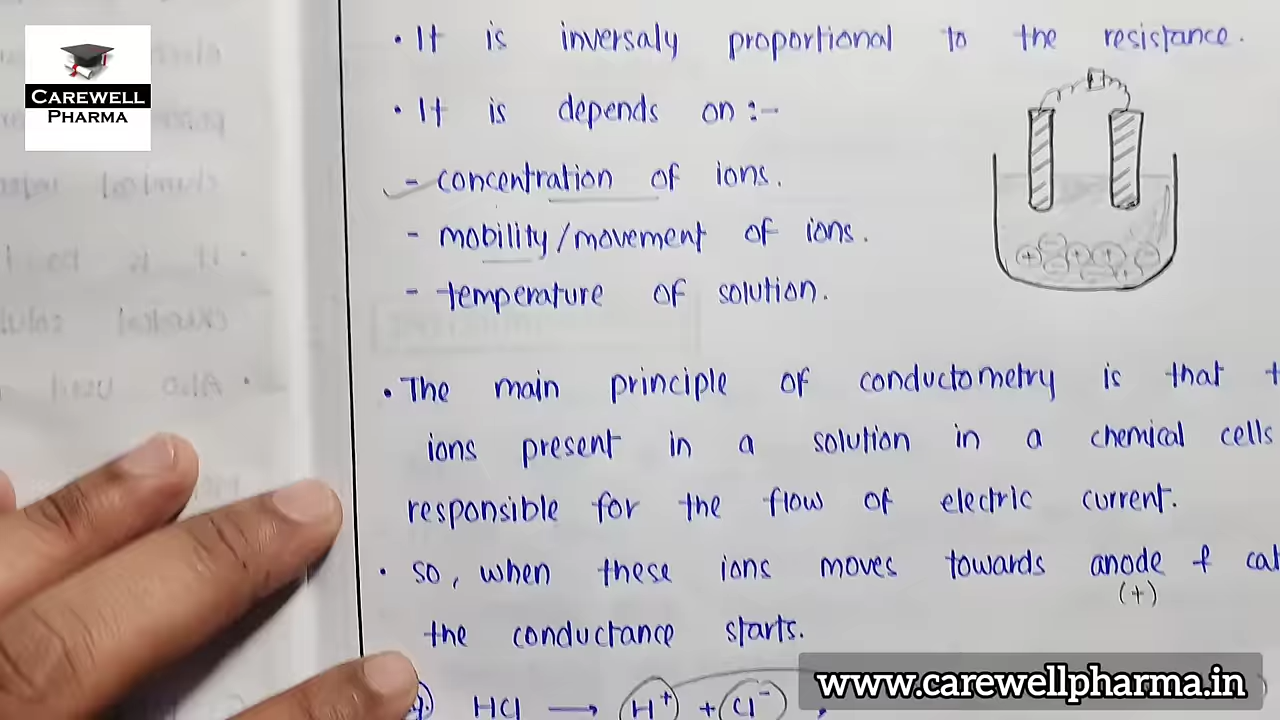 CAREWELL
PHARMA
• It is inversaly proportional to the resistance.
• It is depends on :-
- concentration of ions.
- mobility/movement of ions.
- temperature of solution.
• The main principle of conductometry is that
ions present in a solution in a chemical cells
responsible for the flow of electric current.
• so, when these ions moves towards anode &
(+)
the conductance starts.
HCl ⟶ H⁺ + Cl⁻
www.carewellpharma.in